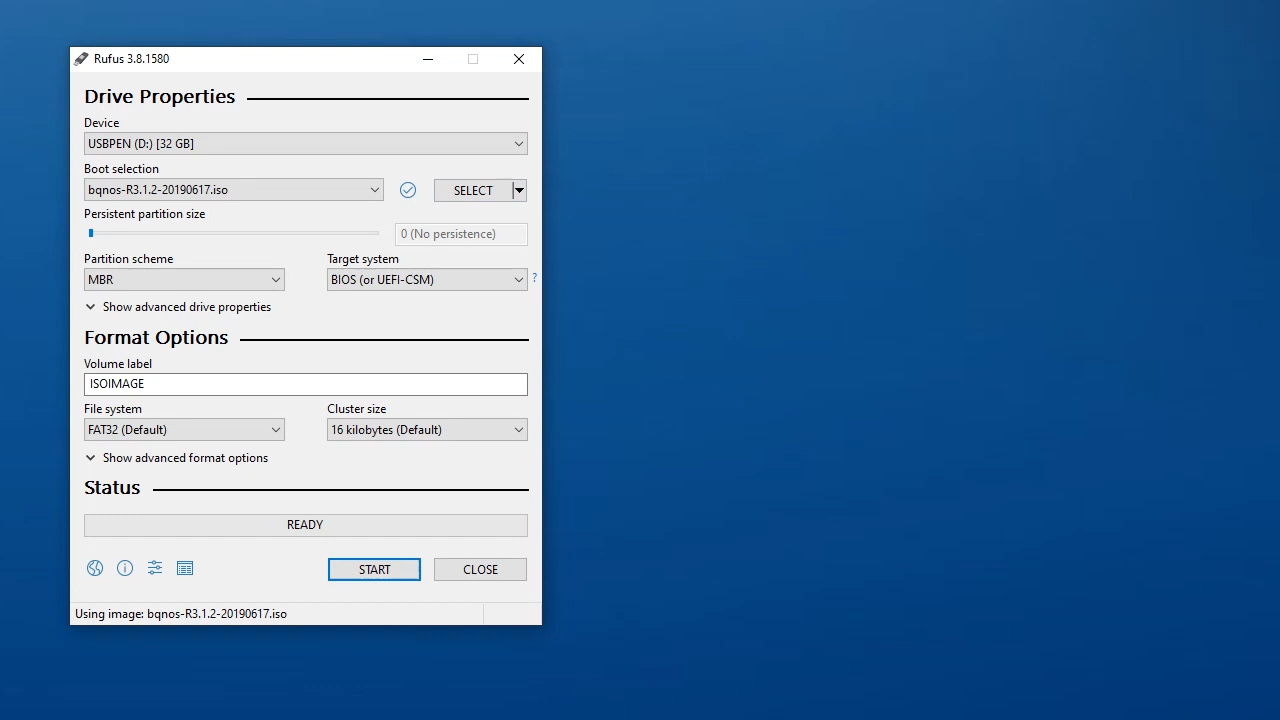 Rufus 3.8.1580
Drive Properties
Device
USBPEN (D:) [32 GB]
Boot selection
bqnos-R3.1.2-20190617.iso
SELECT
Persistent partition size
0 (No persistence)
Partition scheme
Target system
MBR
BIOS (or UEFI-CSM)
?
Show advanced drive properties
Format Options
Volume label
ISOIMAGE
File system
Cluster size
FAT32 (Default)
16 kilobytes (Default)
Show advanced format options
Status
READY
START
CLOSE
Using image: bqnos-R3.1.2-20190617.iso